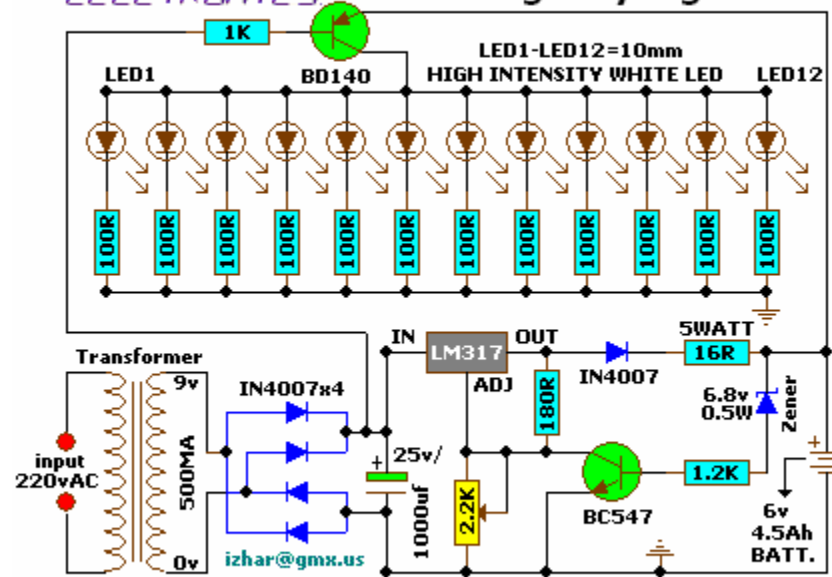 1K
BD140
LED1-LED12=10mm
HIGH INTENSITY WHITE LED
LED1
LED12
100R
100R
100R
100R
100R
100R
100R
100R
100R
100R
100R
100R
Transformer
9v
500MA
0v
input
220vAC
IN4007x4
izhar@gmx.us
+
25v/
1000uf
IN
LM317
OUT
ADJ
180R
2.2K
IN4007
5WATT
16R
6.8v
0.5W
Zener
BC547
1.2K
+
6v
4.5Ah
BATT.